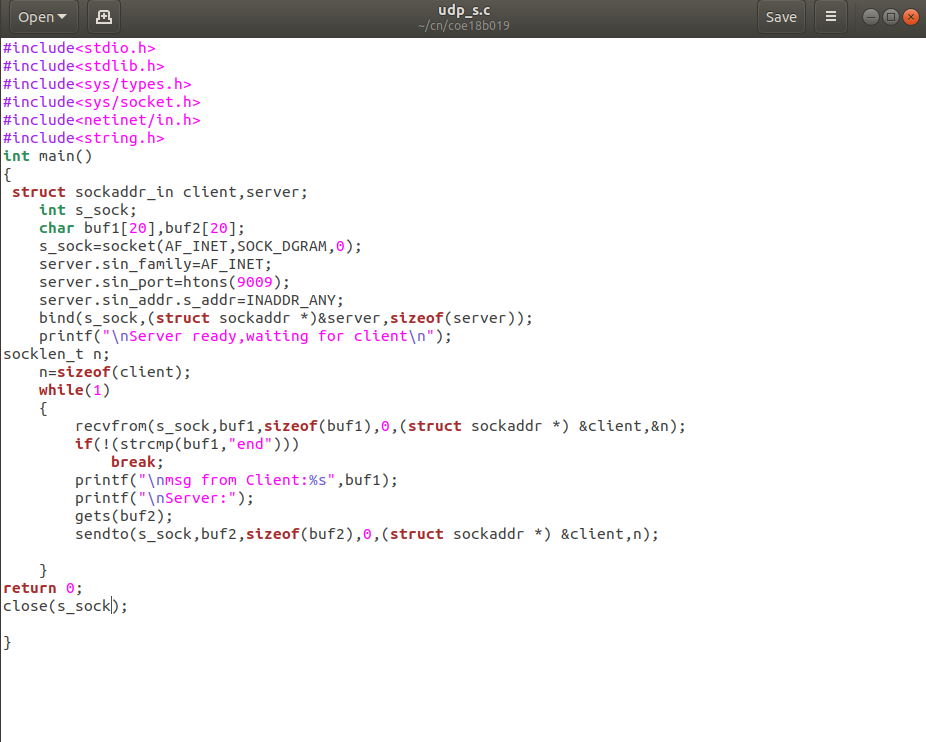 Open
udp_s.c
~/cn/coe18b019
Save
#include<stdio.h>
#include<stdlib.h>
#include<sys/types.h>
#include<sys/socket.h>
#include<netinet/in.h>
#include<string.h>
int main()
{
 struct sockaddr_in client,server;
    int s_sock;
    char buf1[20],buf2[20];
    s_sock=socket(AF_INET,SOCK_DGRAM,0);
    server.sin_family=AF_INET;
    server.sin_port=htons(9009);
    server.sin_addr.s_addr=INADDR_ANY;
    bind(s_sock,(struct sockaddr *)&server,sizeof(server));
    printf("\nServer ready,waiting for client\n");
socklen_t n;
    n=sizeof(client);
    while(1)
    {
        recvfrom(s_sock,buf1,sizeof(buf1),0,(struct sockaddr *) &client,&n);
        if(!(strcmp(buf1,"end")))
            break;
        printf("\nmsg from Client:%s",buf1);
        printf("\nServer:");
        gets(buf2);
        sendto(s_sock,buf2,sizeof(buf2),0,(struct sockaddr *) &client,n);
    }
return 0;
close(s_sock);
}